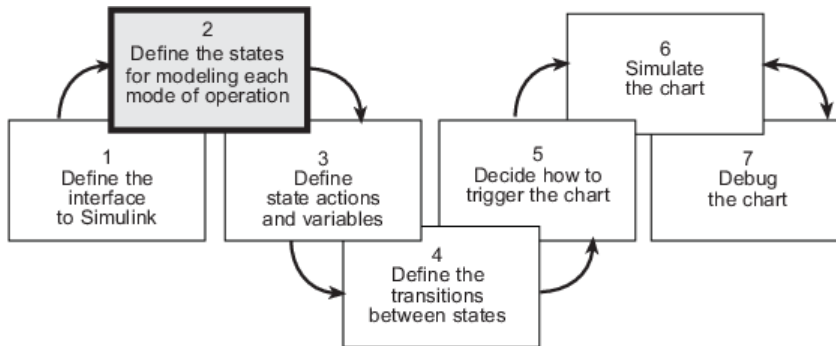 1
Define the
interface
to Simulink
2
Define the states
for modeling each
mode of operation
3
Define
state actions
and variables
4
Define the
transitions
between states
5
Decide how to
trigger the chart
6
Simulate
the chart
7
Debug
the chart